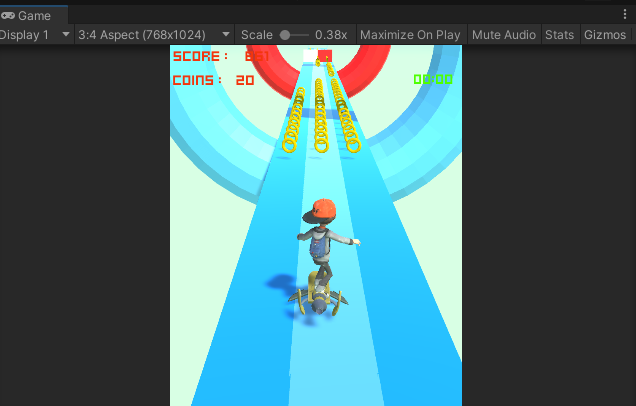 Game
Display 1 3:4 Aspect (768x1024) Scale 0.38x Maximize On Play Mute Audio Stats Gizmos
SCORE: 861
COINS: 20 00:00